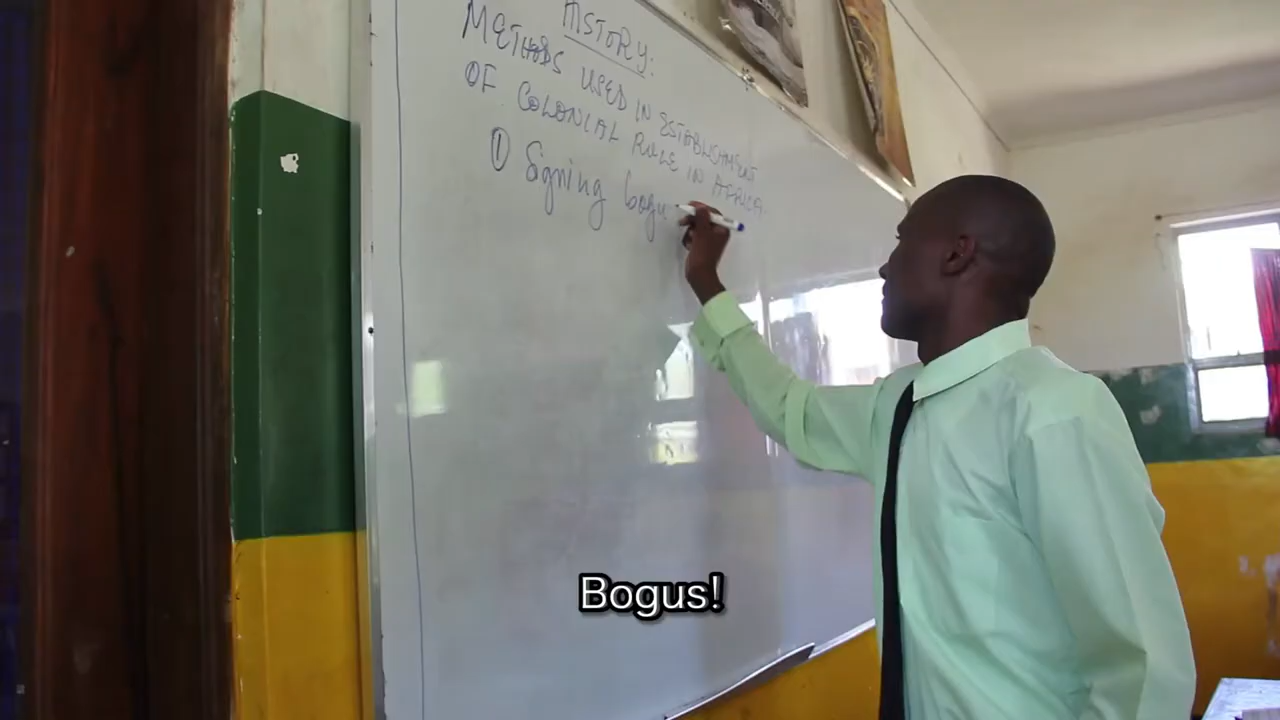 HISTORY:
METHODS USED IN ESTABLISHMENT
OF COLONIAL RULE IN AFRICA.
① Signing bogu
Bogus!